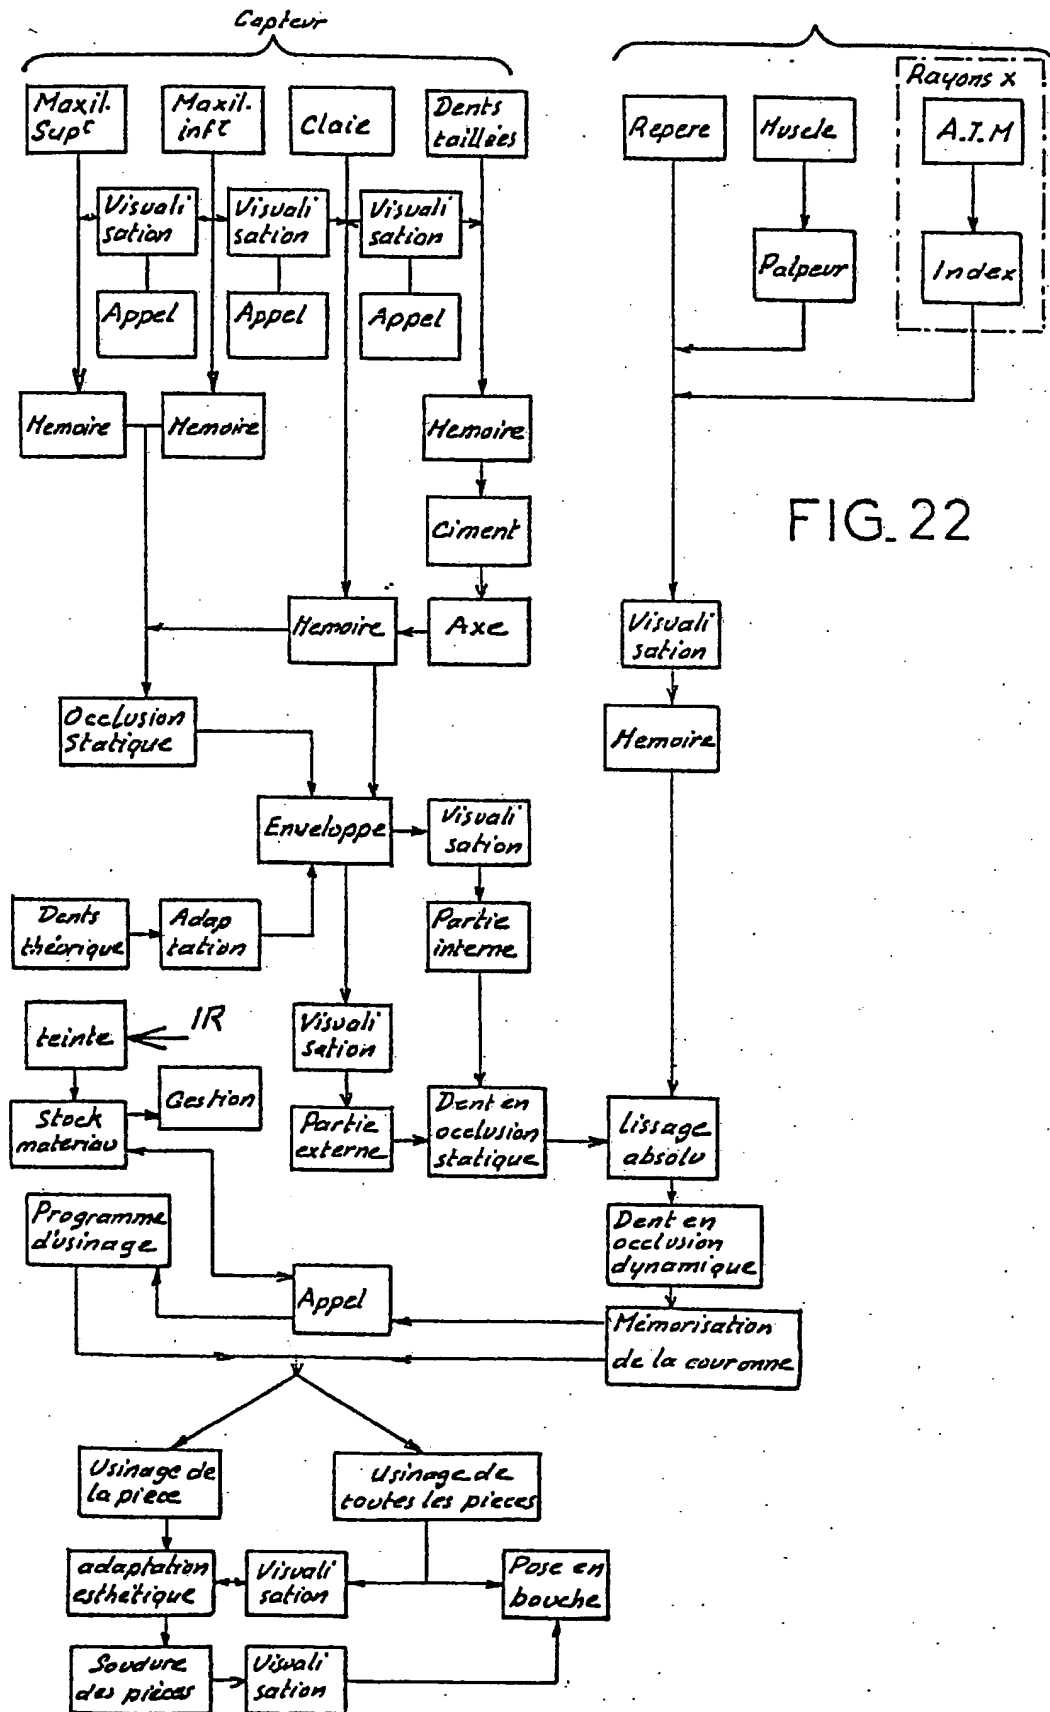 Capteur
Maxil.
Supr
Maxil.
infr
Claie
Dents
taillées
Rayons x
Repere
Muscle
A.T.M
Visuali
sation
Visuali
sation
Visuali
sation
Palpeur
Index
Appel
Appel
Appel
Memoire
Memoire
Memoire
FIG_22
Ciment
Memoire
Axe
Visuali
sation
Occlusion
Statique
Memoire
Enveloppe
Visuali
sation
Dents
théorique
Adap
tation
Partie
interne
teinte
IR
Visuali
sation
Gestion
Stock
materiau
Partie
externe
Dent en
occlusion
statique
lissage
absolu
Programme
d'usinage
Dent en
occlusion
dynamique
Appel
Mémorisation
de la couronne
Usinage de
la piece
usinage de
toutes les pieces
adaptation
esthétique
Visuali
sation
Pose en
bouche
Soudure
des pièces
Visuali
sation